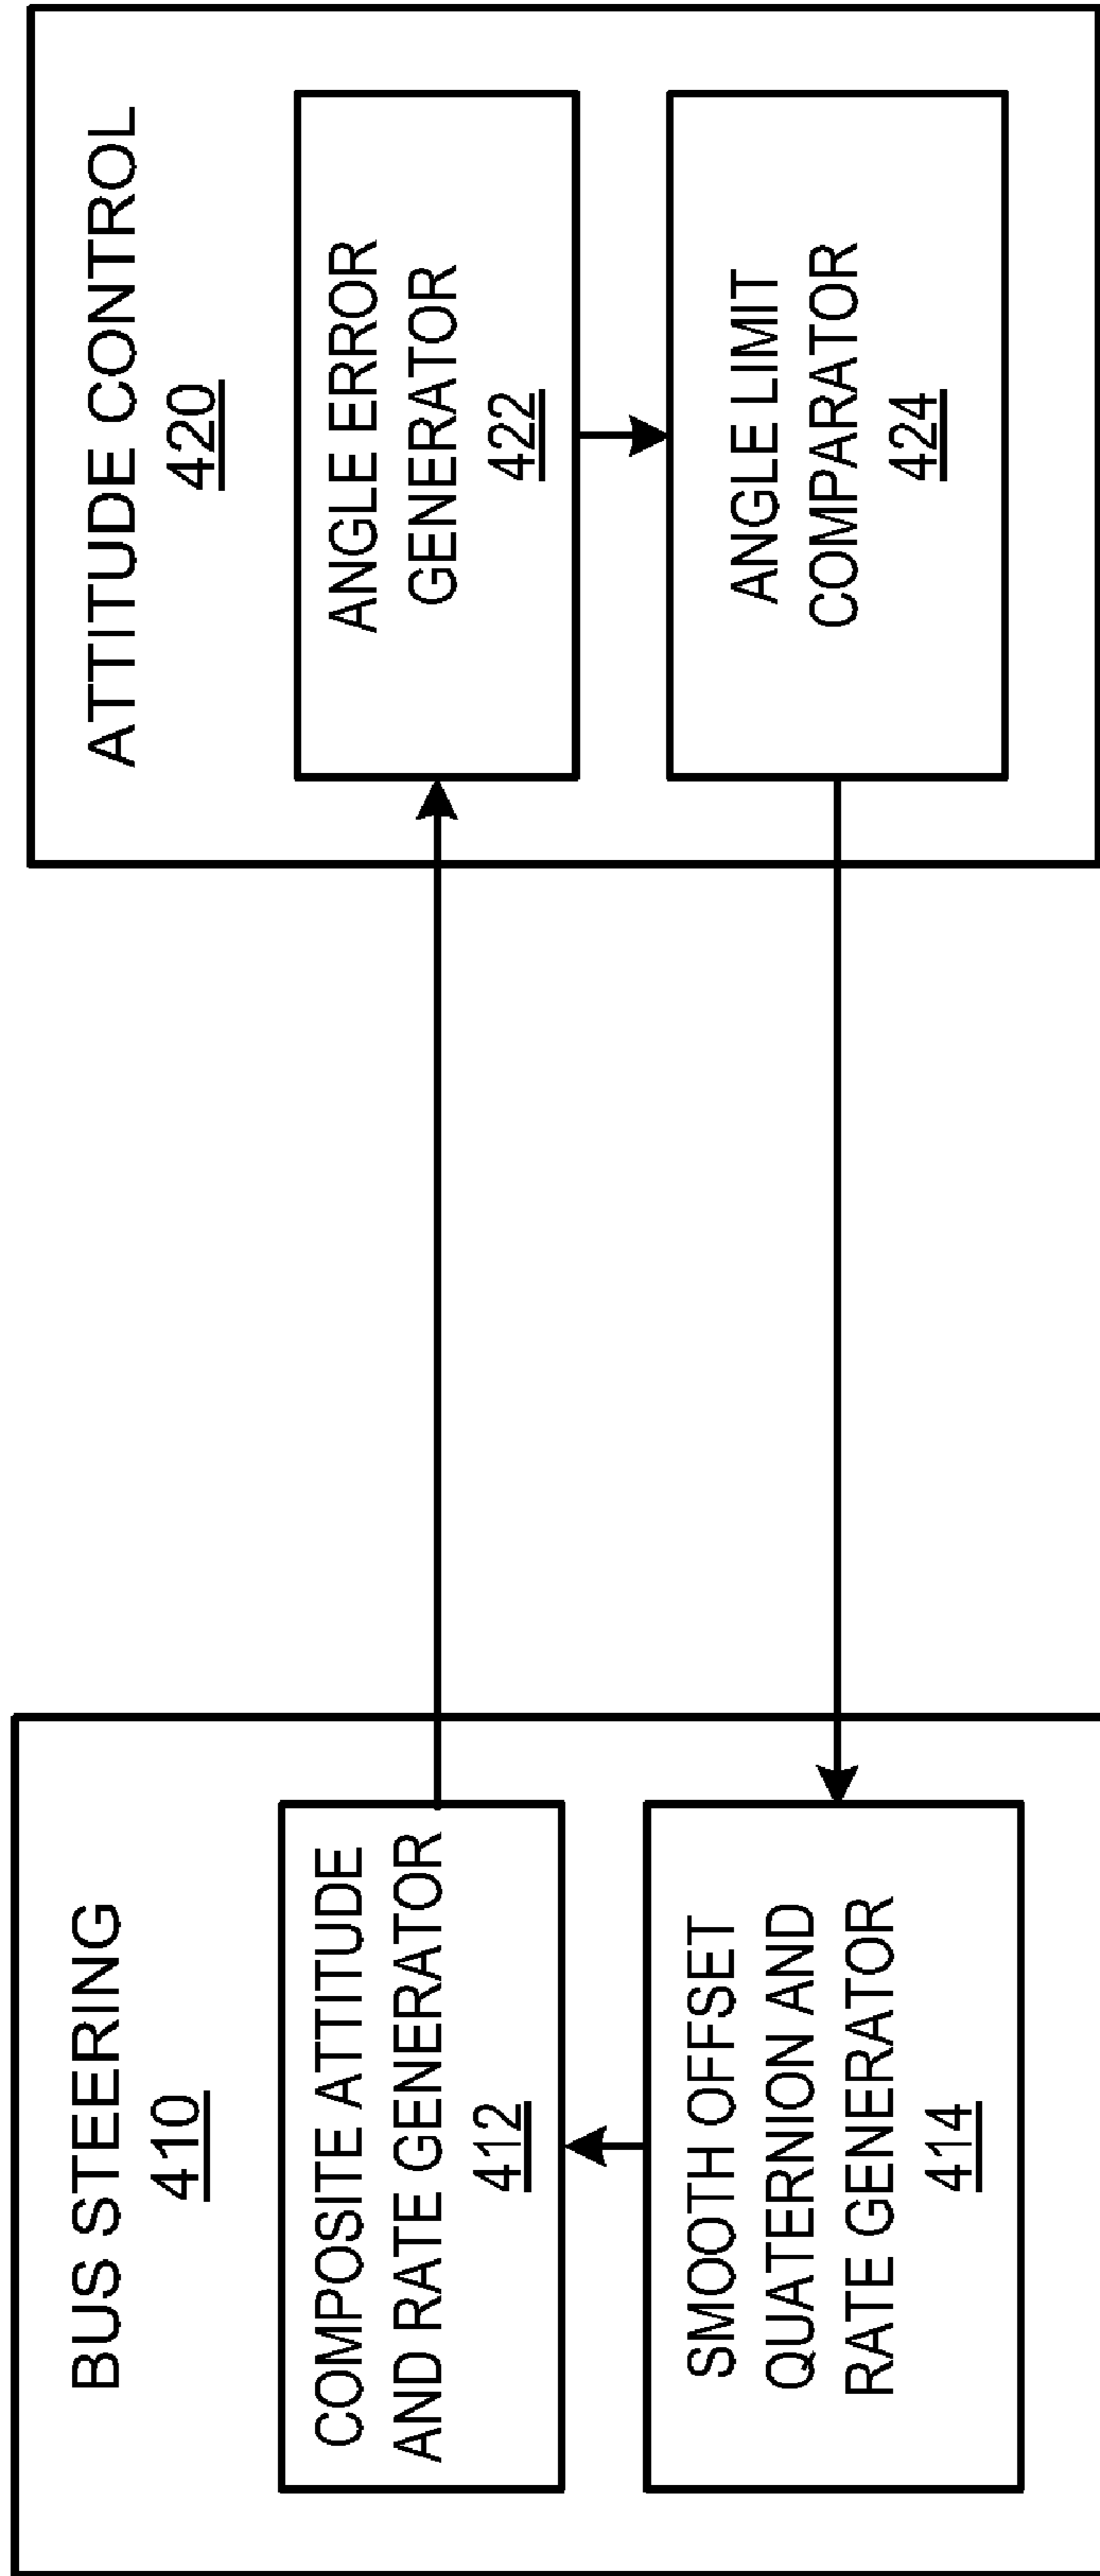 BUS STEERING
410
COMPOSITE ATTITUDE
AND RATE GENERATOR
412
SMOOTH OFFSET
QUATERNION AND
RATE GENERATOR
414
ATTITUDE CONTROL
420
ANGLE ERROR
GENERATOR
422
ANGLE LIMIT
COMPARATOR
424